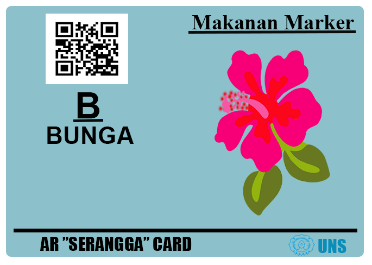 Makanan Marker
B
BUNGA
AR "SERANGGA" CARD
UNS